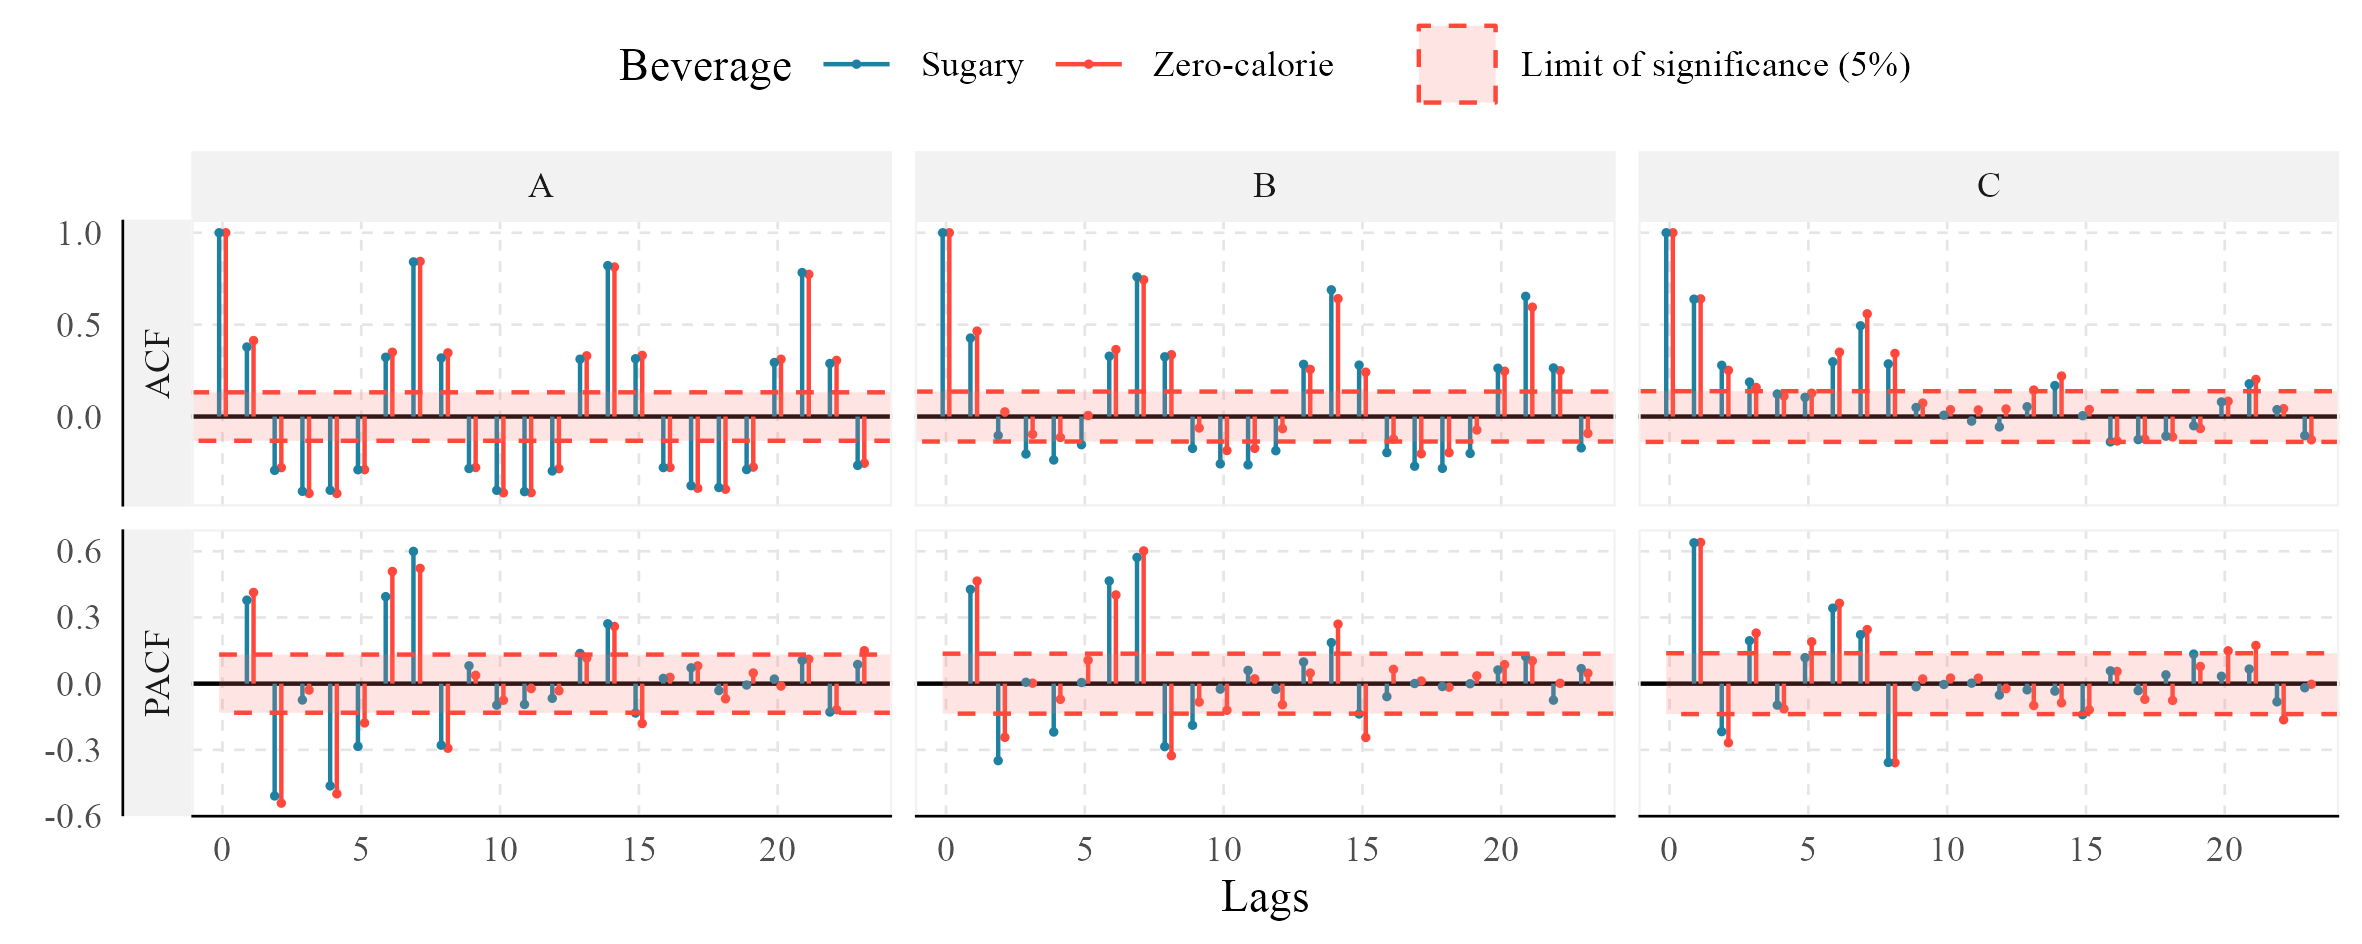 Beverage Sugary Zero-calorie Limit of significance (5%)
A B C
ACF
1.0
0.5
0.0
PACF
0.6
0.3
0.0
-0.3
-0.6
0 5 10 15 20 0 5 10 15 20 0 5 10 15 20
Lags